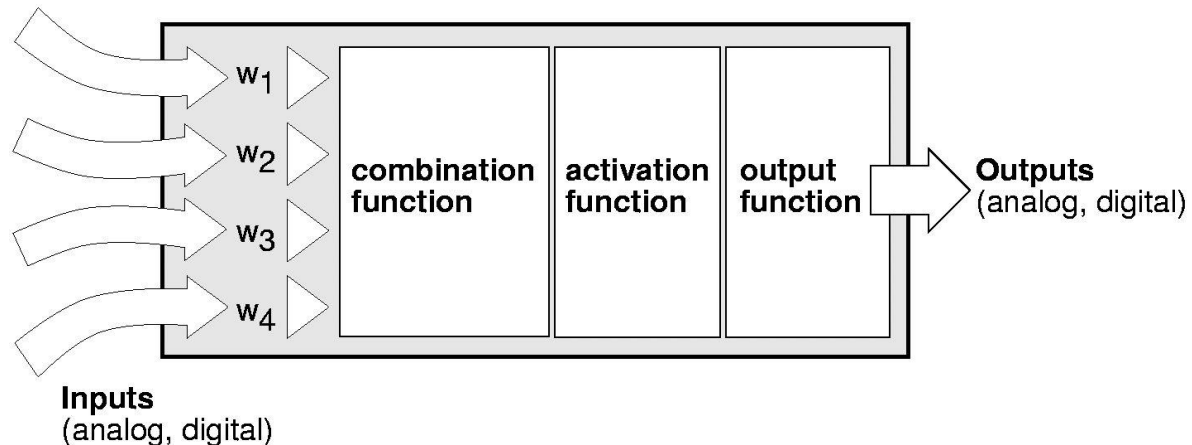 w1
w2
w3
w4
combination
function
activation
function
output
function
Outputs
(analog, digital)
Inputs
(analog, digital)